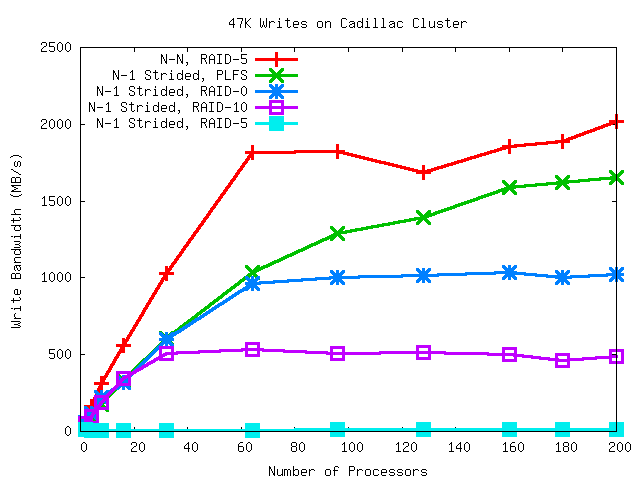 47K Writes on Cadillac Cluster
2500
2000
1500
1000
500
0
Write Bandwidth (MB/s)
N-N, RAID-5
N-1 Strided, PLFS
N-1 Strided, RAID-0
N-1 Strided, RAID-10
N-1 Strided, RAID-5
0 20 40 60 80 100 120 140 160 180 200
Number of Processors